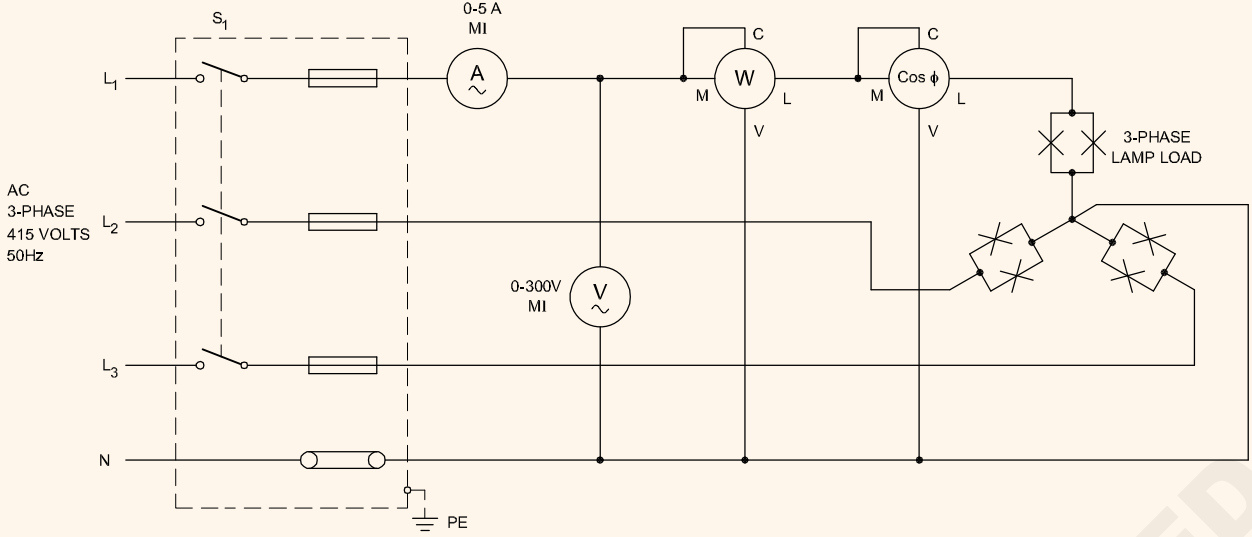 S1
0-5 A
MI
L1
A
W
C
M
L
V
Cos ϕ
C
M
L
V
3-PHASE
LAMP LOAD
AC
3-PHASE
415 VOLTS
50Hz
L2
0-300V
MI
V
L3
N
PE